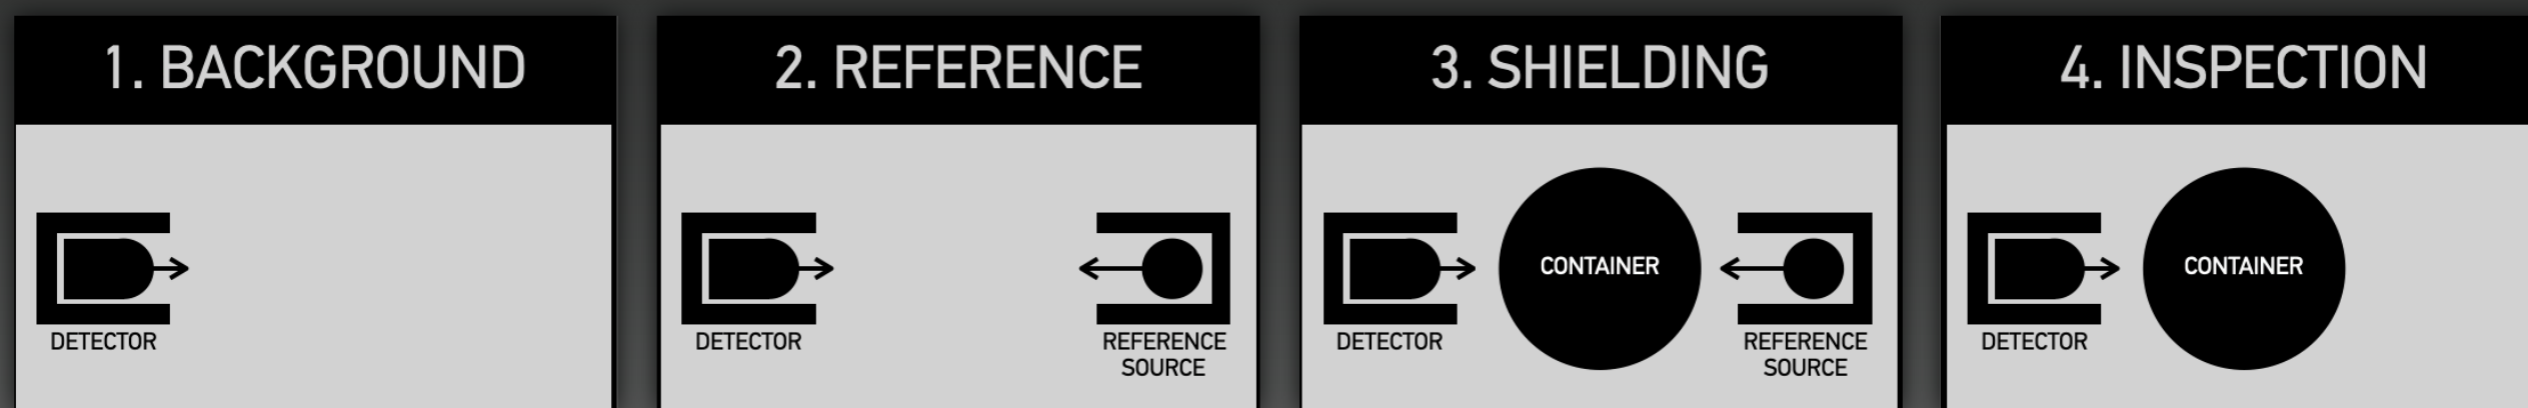 1. BACKGROUND
DETECTOR
2. REFERENCE
DETECTOR
REFERENCE
SOURCE
3. SHIELDING
DETECTOR
CONTAINER
REFERENCE
SOURCE
4. INSPECTION
DETECTOR
CONTAINER